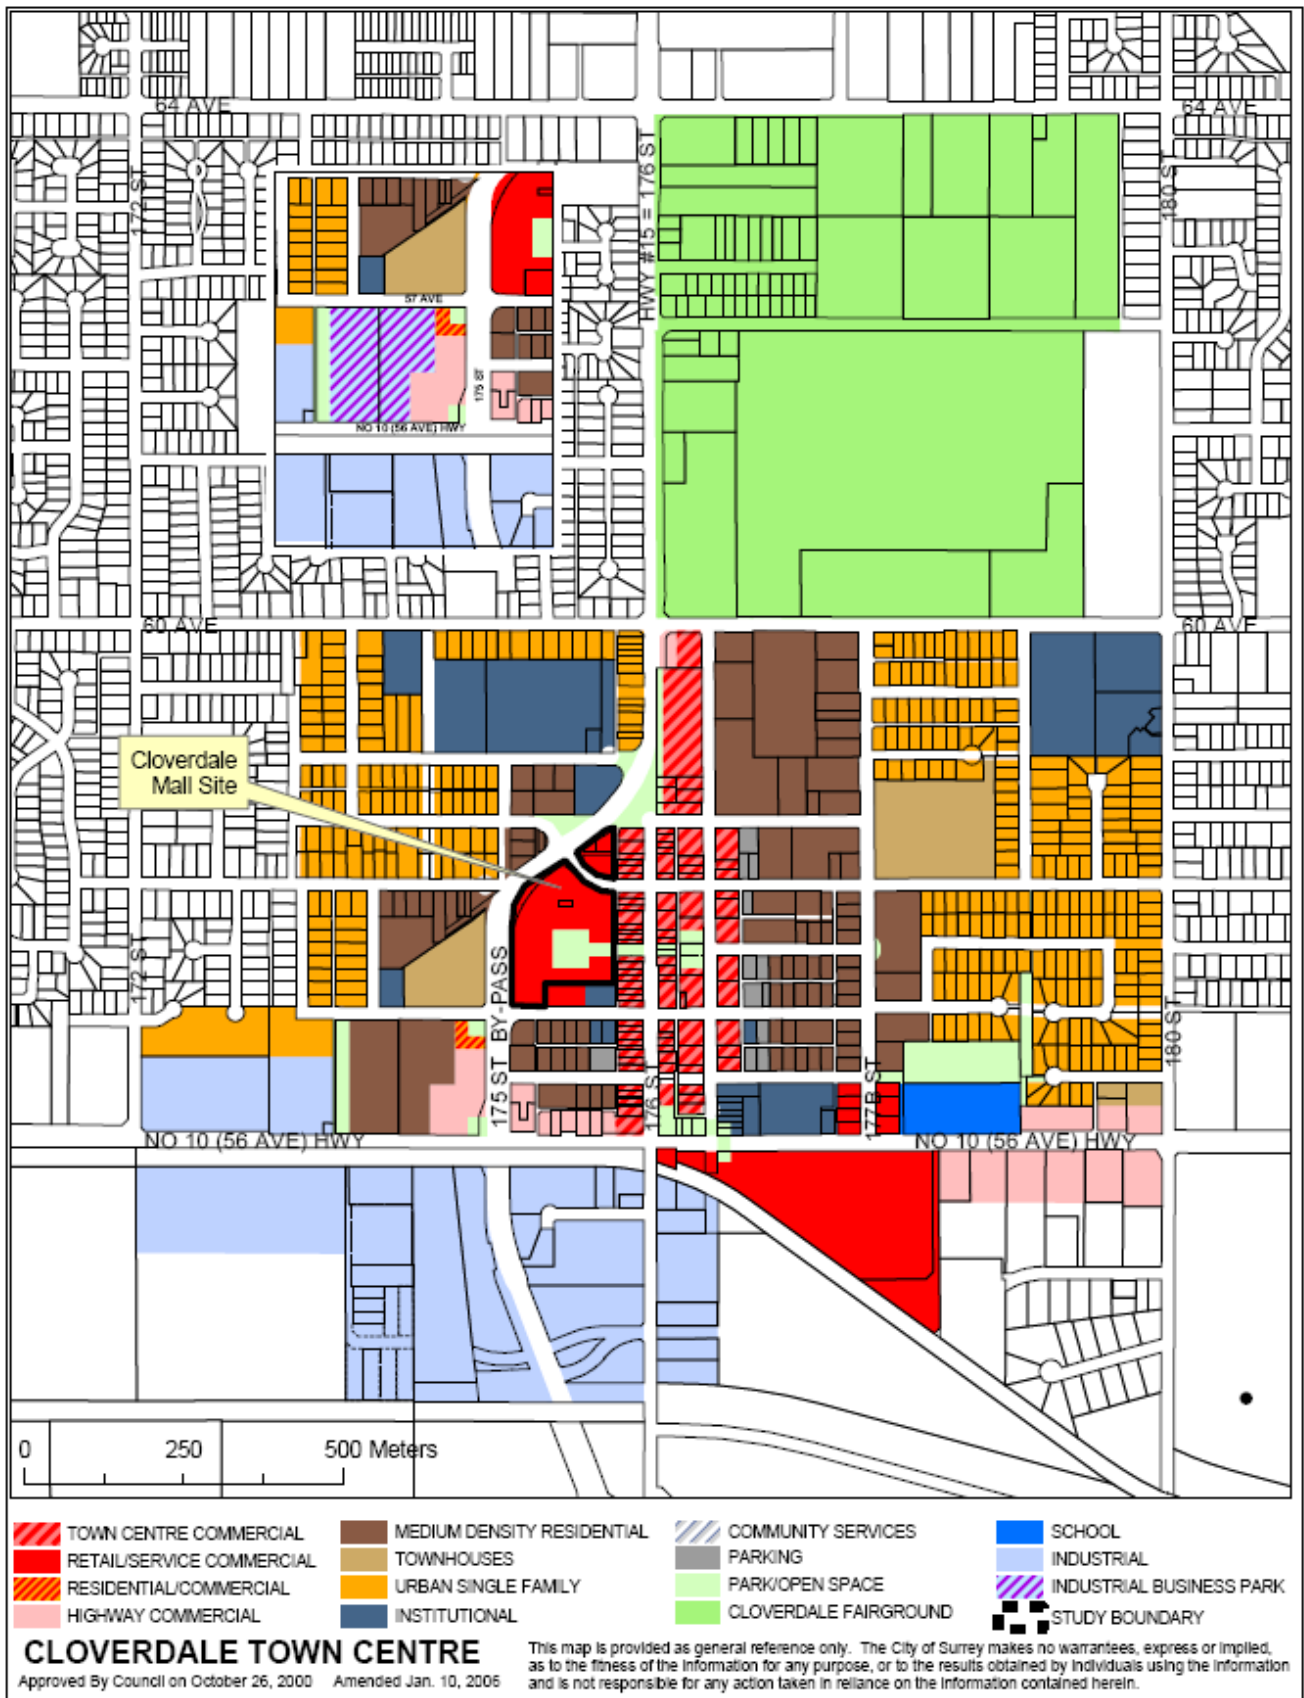 64 AVE
64 AVE
172 ST
HWY #15 = 176 ST
180 ST
57 AVE
175 ST
NO 10 (56 AVE) HWY
60 AVE
60 AVE
Cloverdale
Mall Site
172 ST
175 ST BY-PASS
176 ST
177B ST
180 ST
NO 10 (56 AVE) HWY
NO 10 (56 AVE) HWY
0 250 500 Meters
TOWN CENTRE COMMERCIAL
RETAIL/SERVICE COMMERCIAL
RESIDENTIAL/COMMERCIAL
HIGHWAY COMMERCIAL
MEDIUM DENSITY RESIDENTIAL
TOWNHOUSES
URBAN SINGLE FAMILY
INSTITUTIONAL
COMMUNITY SERVICES
PARKING
PARK/OPEN SPACE
CLOVERDALE FAIRGROUND
SCHOOL
INDUSTRIAL
INDUSTRIAL BUSINESS PARK
STUDY BOUNDARY
CLOVERDALE TOWN CENTRE
Approved By Council on October 26, 2000 Amended Jan. 10, 2006
This map is provided as general reference only. The City of Surrey makes no warrantees, express or implied,
as to the fitness of the information for any purpose, or to the results obtained by individuals using the information
and is not responsible for any action taken in reliance on the information contained herein.